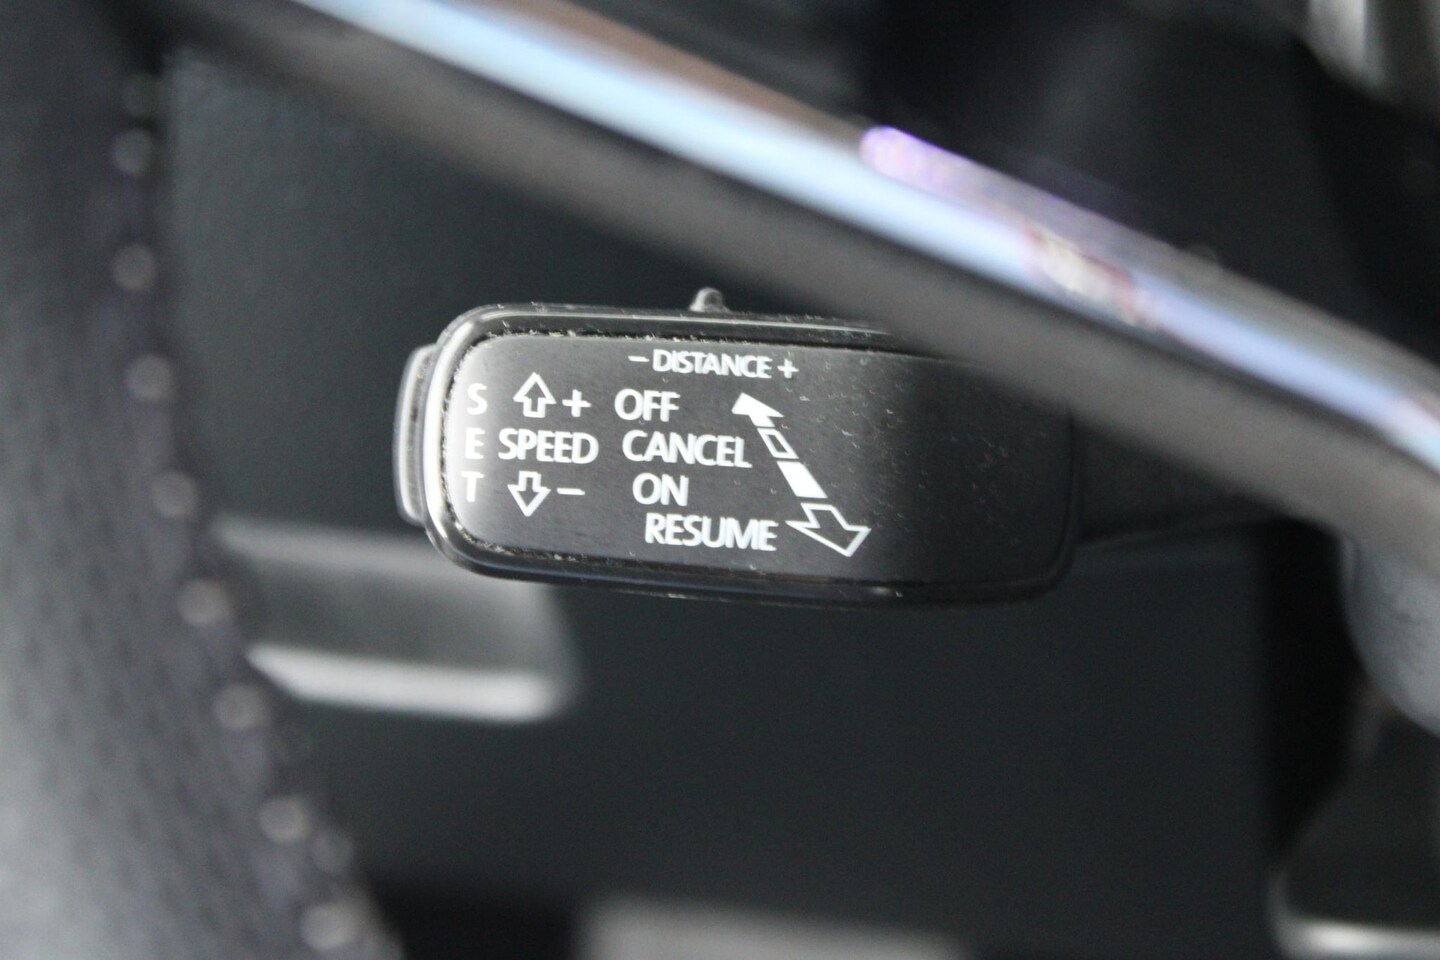 – DISTANCE +
S + OFF
E SPEED CANCEL
T – ON
RESUME